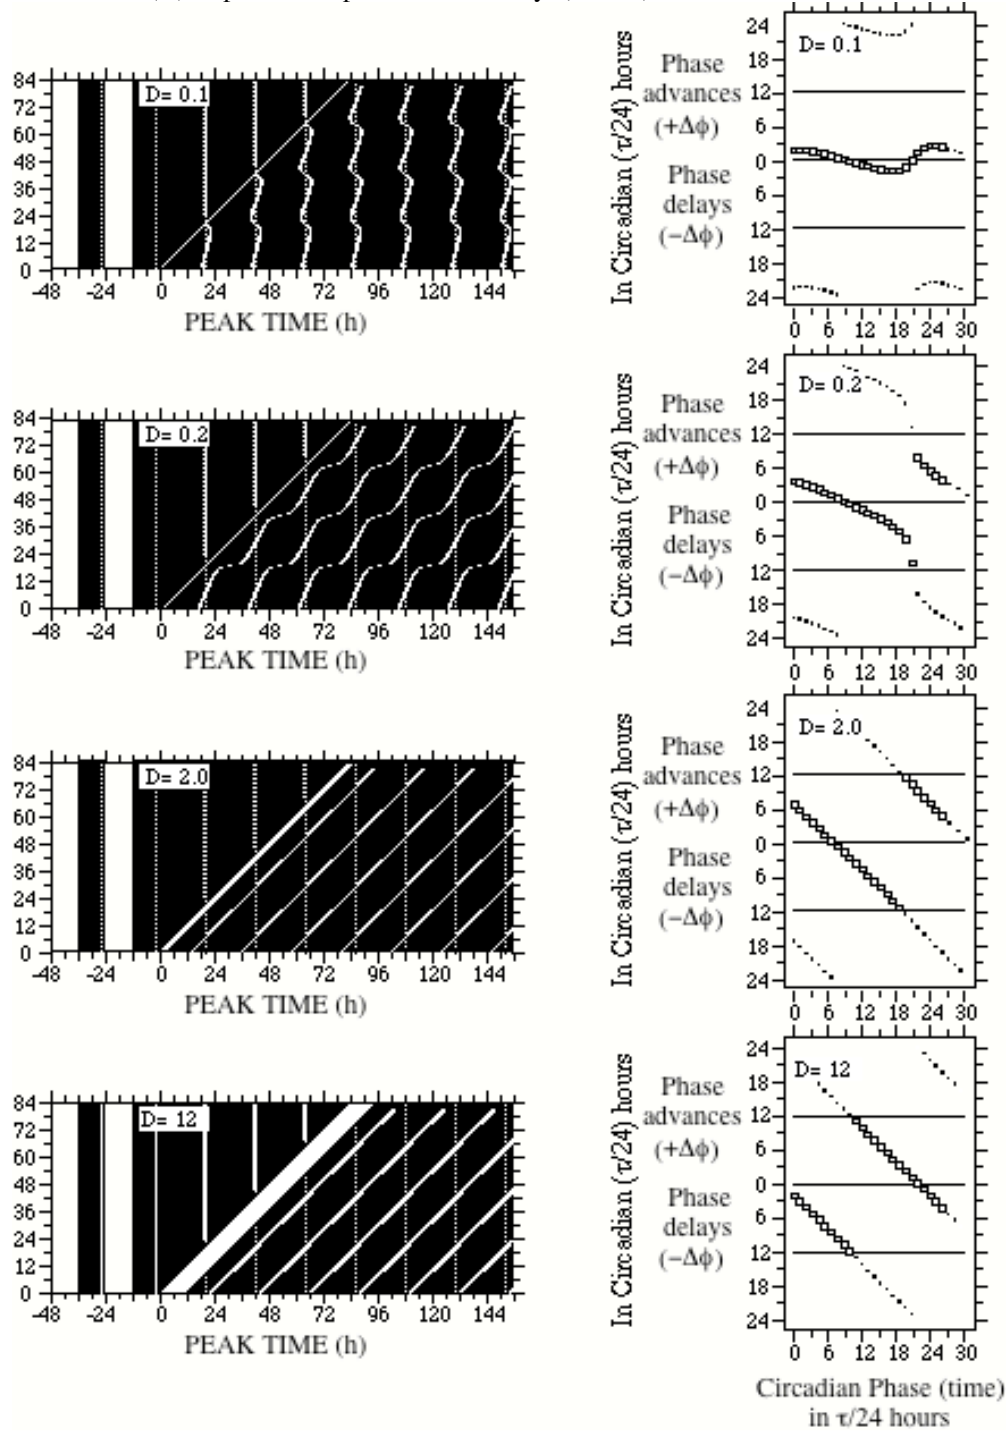 D= 0.1
84
72
60
48
36
24
12
0
-48 -24 0 24 48 72 96 120 144
PEAK TIME (h)
In Circadian (τ/24) hours
Phase
advances
(+Δϕ)
Phase
delays
(−Δϕ)
24
18
12
6
0
6
12
18
24
D= 0.1
0 6 12 18 24 30
D= 0.2
84
72
60
48
36
24
12
0
-48 -24 0 24 48 72 96 120 144
PEAK TIME (h)
In Circadian (τ/24) hours
Phase
advances
(+Δϕ)
Phase
delays
(−Δϕ)
24
18
12
6
0
6
12
18
24
D= 0.2
0 6 12 18 24 30
D= 2.0
84
72
60
48
36
24
12
0
-48 -24 0 24 48 72 96 120 144
PEAK TIME (h)
In Circadian (τ/24) hours
Phase
advances
(+Δϕ)
Phase
delays
(−Δϕ)
24
18
12
6
0
6
12
18
24
D= 2.0
0 6 12 18 24 30
D= 12
84
72
60
48
36
24
12
0
-48 -24 0 24 48 72 96 120 144
PEAK TIME (h)
In Circadian (τ/24) hours
Phase
advances
(+Δϕ)
Phase
delays
(−Δϕ)
24
18
12
6
0
6
12
18
24
D= 12
0 6 12 18 24 30
Circadian Phase (time)
in τ/24 hours